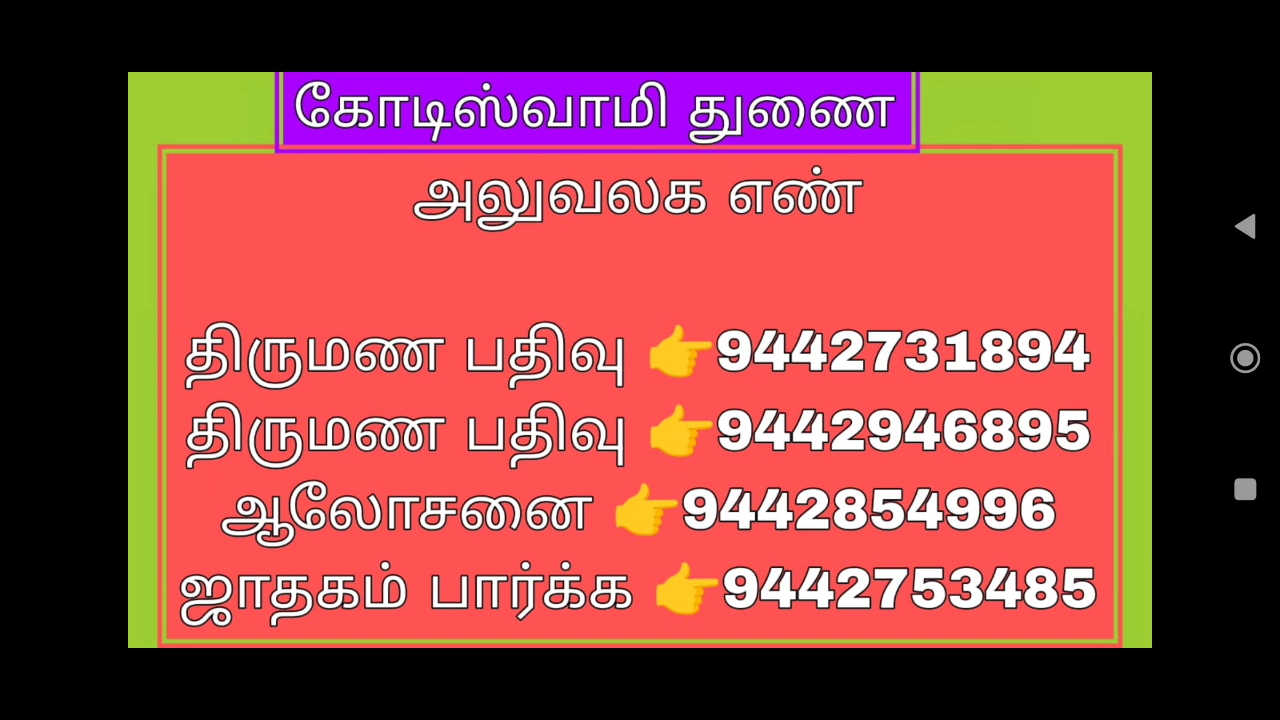 கோடிஸ்வாமி துணை
அலுவலக எண்
திருமண பதிவு 👉9442731894
திருமண பதிவு 👉9442946895
ஆலோசனை 👉9442854996
ஜாதகம் பார்க்க 👉9442753485